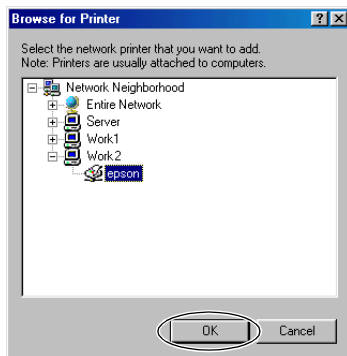 Browse for Printer
Select the network printer that you want to add.
Note: Printers are usually attached to computers.
Network Neighborhood
Entire Network
Server
Work1
Work2
epson
OK Cancel